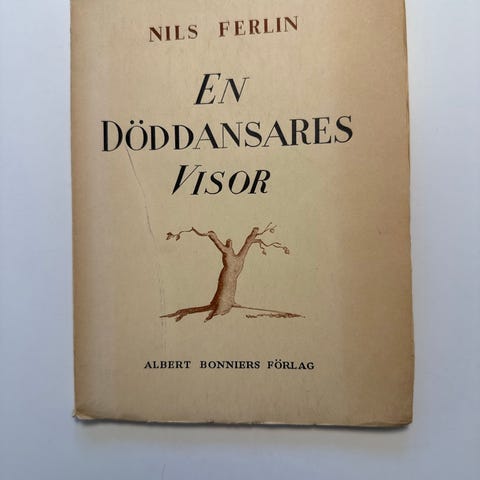 NILS FERLIN
EN
DÖDDANSARES
VISOR
ALBERT BONNIERS FÖRLAG